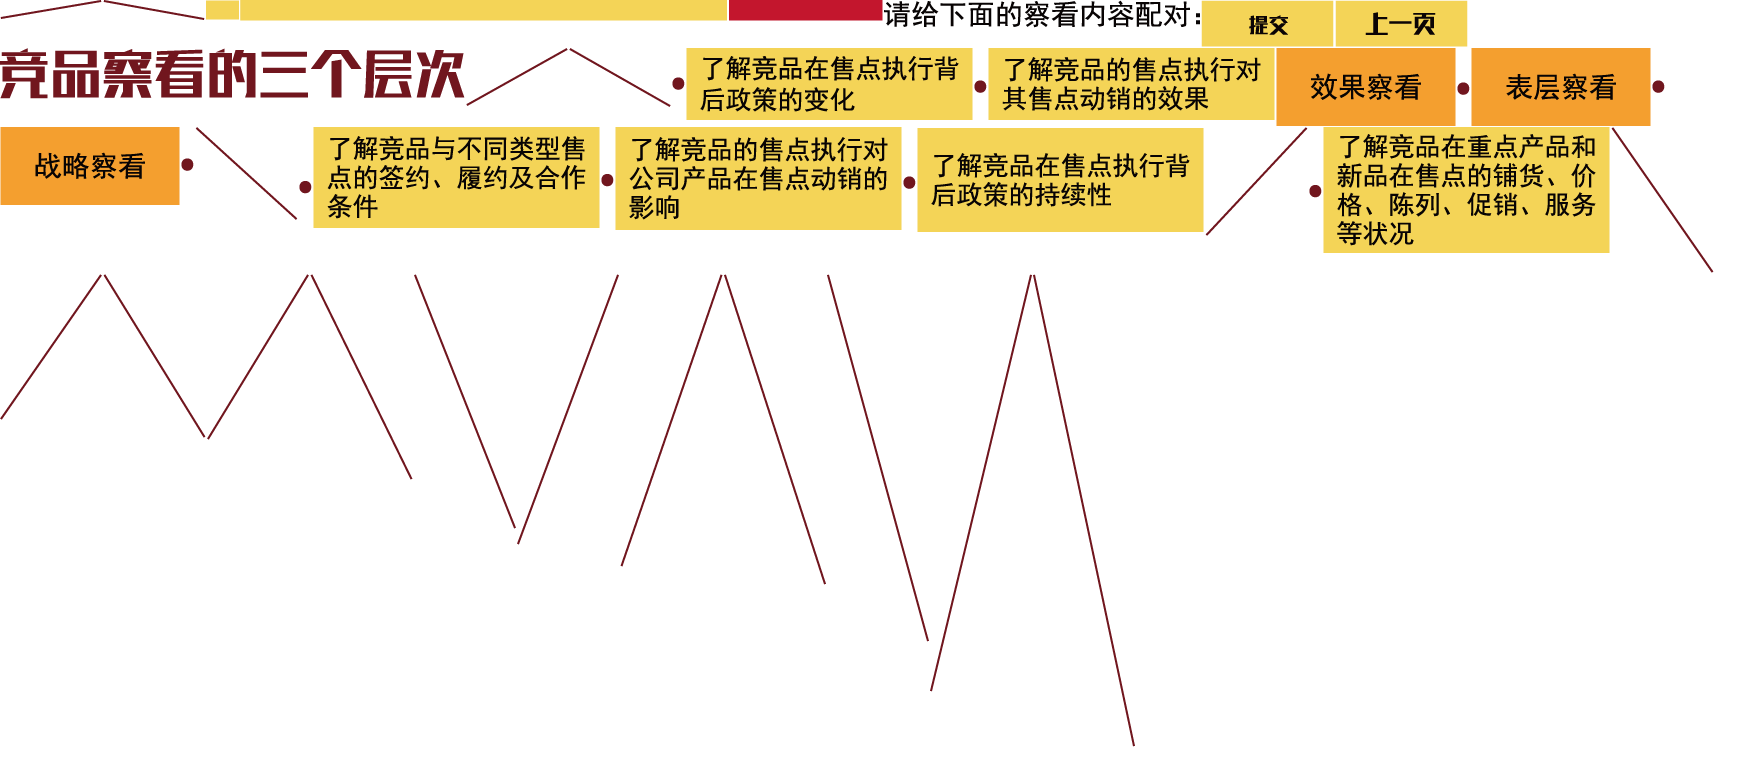 请给下面的察看内容配对：
提交
上一页
竞品察看的三个层次
了解竞品在售点执行背
后政策的变化
了解竞品的售点执行对
其售点动销的效果
效果察看
表层察看
战略察看
了解竞品与不同类型售
点的签约、履约及合作
条件
了解竞品的售点执行对
公司产品在售点动销的
影响
了解竞品在售点执行背
后政策的持续性
了解竞品在重点产品和
新品在售点的铺货、价
格、陈列、促销、服务
等状况